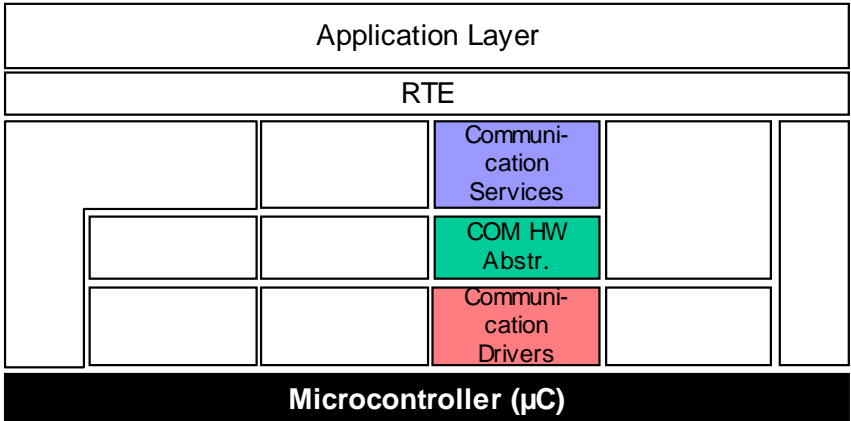 Application Layer
RTE
Communi-
cation
Services
COM HW
Abstr.
Communi-
cation
Drivers
Microcontroller (µC)